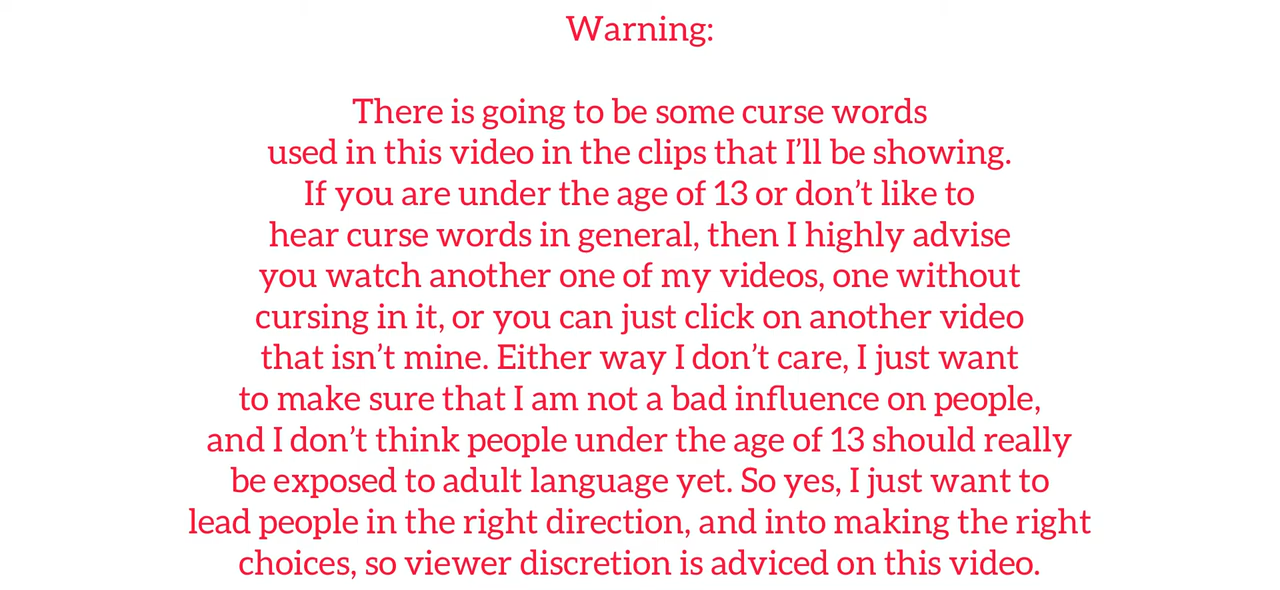 Warning:
There is going to be some curse words
used in this video in the clips that I’ll be showing.
If you are under the age of 13 or don’t like to
hear curse words in general, then I highly advise
you watch another one of my videos, one without
cursing in it, or you can just click on another video
that isn’t mine. Either way I don’t care, I just want
to make sure that I am not a bad influence on people,
and I don’t think people under the age of 13 should really
be exposed to adult language yet. So yes, I just want to
lead people in the right direction, and into making the right
choices, so viewer discretion is adviced on this video.